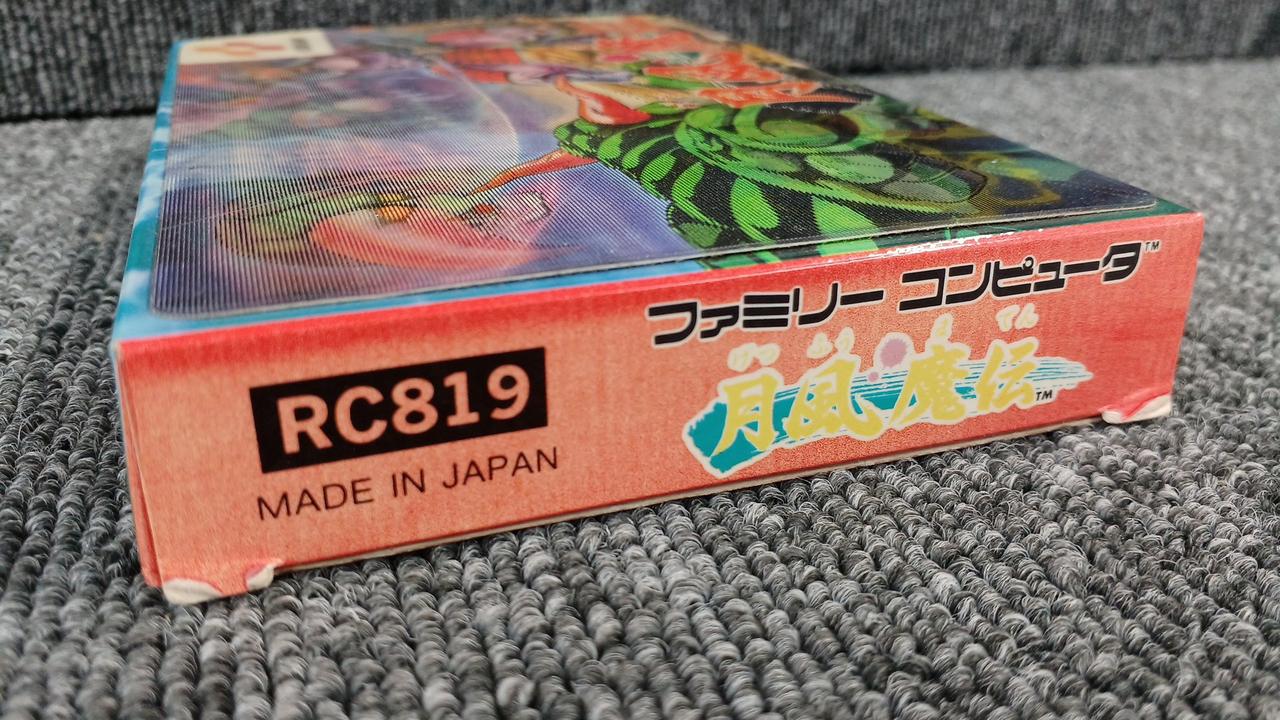 ファミリー コンピュータ™
げつ ふう ま でん
月風魔伝™
RC819
MADE IN JAPAN